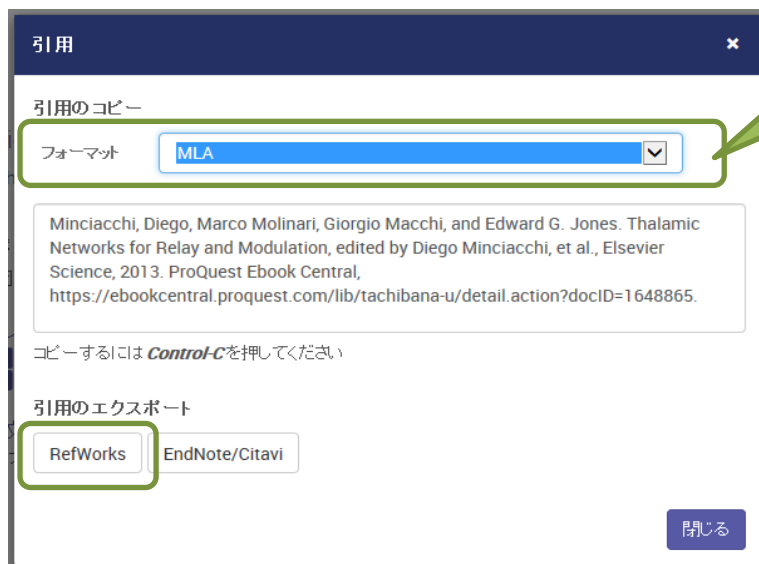 引用
×
引用のコピー
フォーマット MLA
Minciacchi, Diego, Marco Molinari, Giorgio Macchi, and Edward G. Jones. Thalamic
Networks for Relay and Modulation, edited by Diego Minciacchi, et al., Elsevier
Science, 2013. ProQuest Ebook Central,
https://ebookcentral.proquest.com/lib/tachibana-u/detail.action?docID=1648865.
コピーするには Control-Cを押してください
引用のエクスポート
RefWorks EndNote/Citavi
閉じる